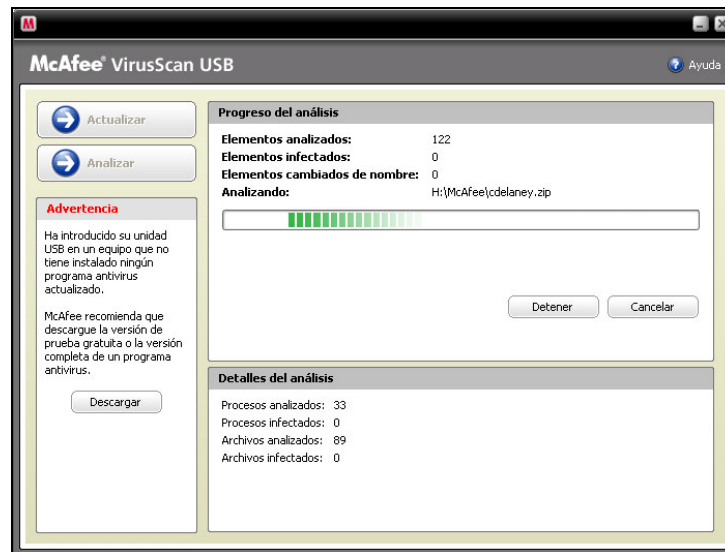 McAfee® VirusScan USB
Ayuda
Actualizar
Analizar
Advertencia
Ha introducido su unidad
USB en un equipo que no
tiene instalado ningún
programa antivirus
actualizado.
McAfee recomienda que
descargue la versión de
prueba gratuita o la versión
completa de un programa
antivirus.
Descargar
Progreso del análisis
Elementos analizados: 122
Elementos infectados: 0
Elementos cambiados de nombre: 0
Analizando: H:\McAfee\cdelaney.zip
Detener
Cancelar
Detalles del análisis
Procesos analizados: 33
Procesos infectados: 0
Archivos analizados: 89
Archivos infectados: 0